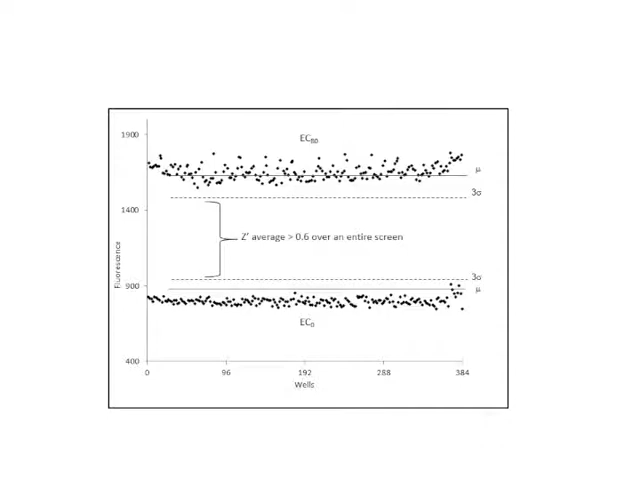 1900
EC80
μ
3σ
1400
Z' average > 0.6 over an entire screen
Fluorescence
3σ
900
μ
EC0
400
0 96 192 288 384
Wells